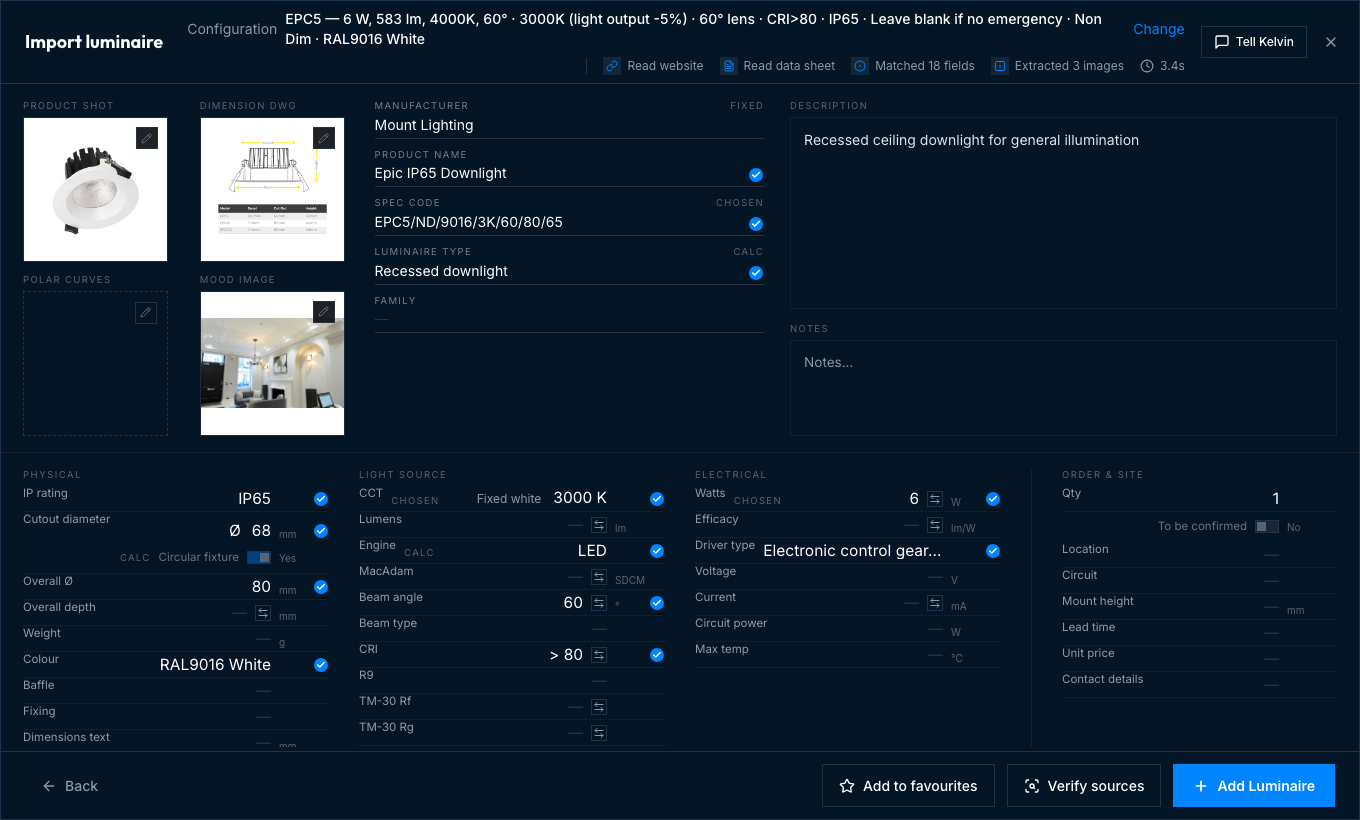 Import luminaire
Configuration
EPC5 — 6 W, 583 lm, 4000K, 60° · 3000K (light output -5%) · 60° lens · CRI>80 · IP65 · Leave blank if no emergency · Non
Dim · RAL9016 White
Change
Tell Kelvin
Read website
Read data sheet
Matched 18 fields
Extracted 3 images
3.4s
PRODUCT SHOT
DIMENSION DWG
POLAR CURVES
MOOD IMAGE
MANUFACTURER
FIXED
Mount Lighting
PRODUCT NAME
Epic IP65 Downlight
SPEC CODE
CHOSEN
EPC5/ND/9016/3K/60/80/65
LUMINAIRE TYPE
CALC
Recessed downlight
FAMILY
—
DESCRIPTION
Recessed ceiling downlight for general illumination
NOTES
Notes...
PHYSICAL
IP rating IP65
Cutout diameter Ø 68 mm
CALC Circular fixture Yes
Overall Ø 80 mm
Overall depth — mm
Weight — g
Colour RAL9016 White
Baffle —
Fixing —
Dimensions text — mm
LIGHT SOURCE
CCT CHOSEN Fixed white 3000 K
Lumens — lm
Engine CALC LED
MacAdam — SDCM
Beam angle 60 °
Beam type —
CRI > 80
R9 —
TM-30 Rf —
TM-30 Rg —
ELECTRICAL
Watts CHOSEN 6 W
Efficacy — lm/W
Driver type Electronic control gear...
Voltage — V
Current — mA
Circuit power — W
Max temp — °C
ORDER & SITE
Qty 1
To be confirmed No
Location —
Circuit —
Mount height — mm
Lead time —
Unit price —
Contact details —
Back
Add to favourites
Verify sources
Add Luminaire